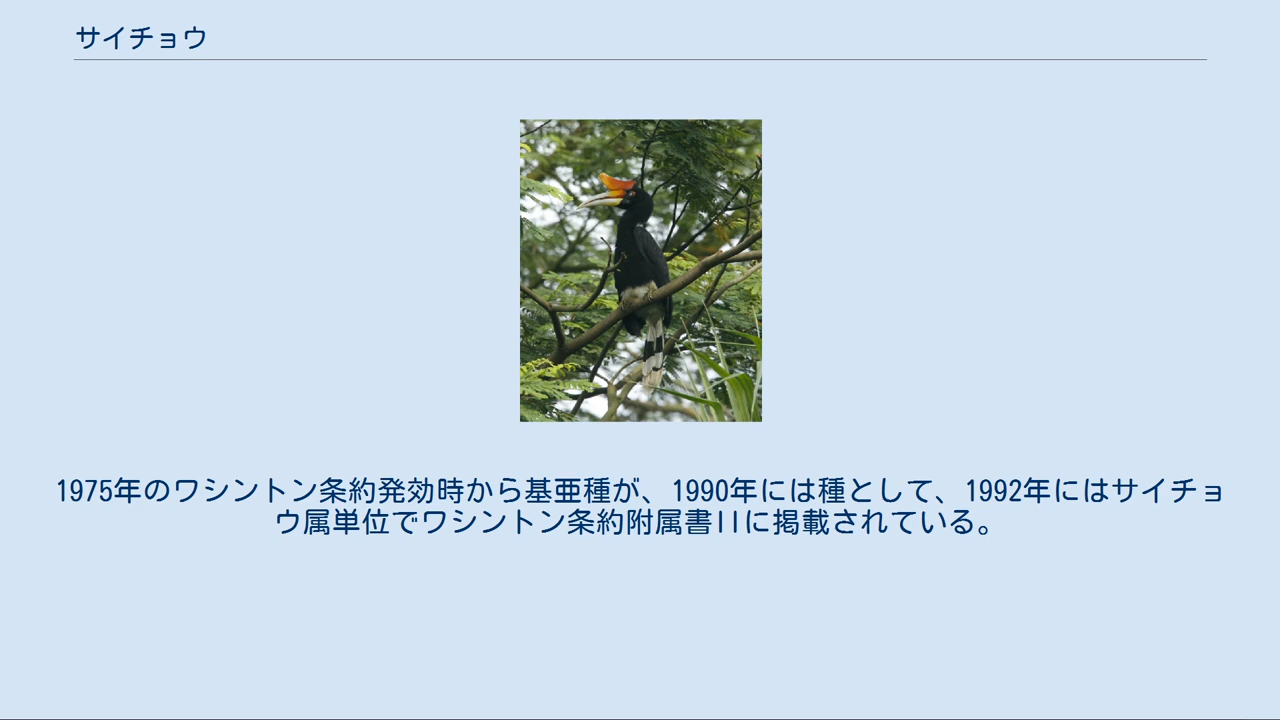 サイチョウ
1975年のワシントン条約発効時から基亜種が、1990年には種として、1992年にはサイチョ
ウ属単位でワシントン条約附属書IIに掲載されている。